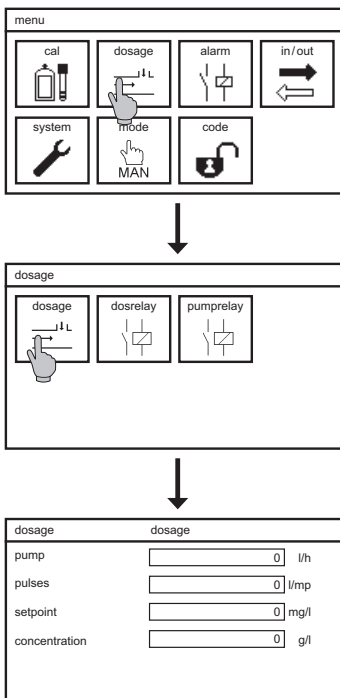 menu
cal dosage alarm in/out
system mode code
MAN
dosage
dosage dosrelay pumprelay
dosage dosage
pump 0 l/h
pulses 0 l/mp
setpoint 0 mg/l
concentration 0 g/l